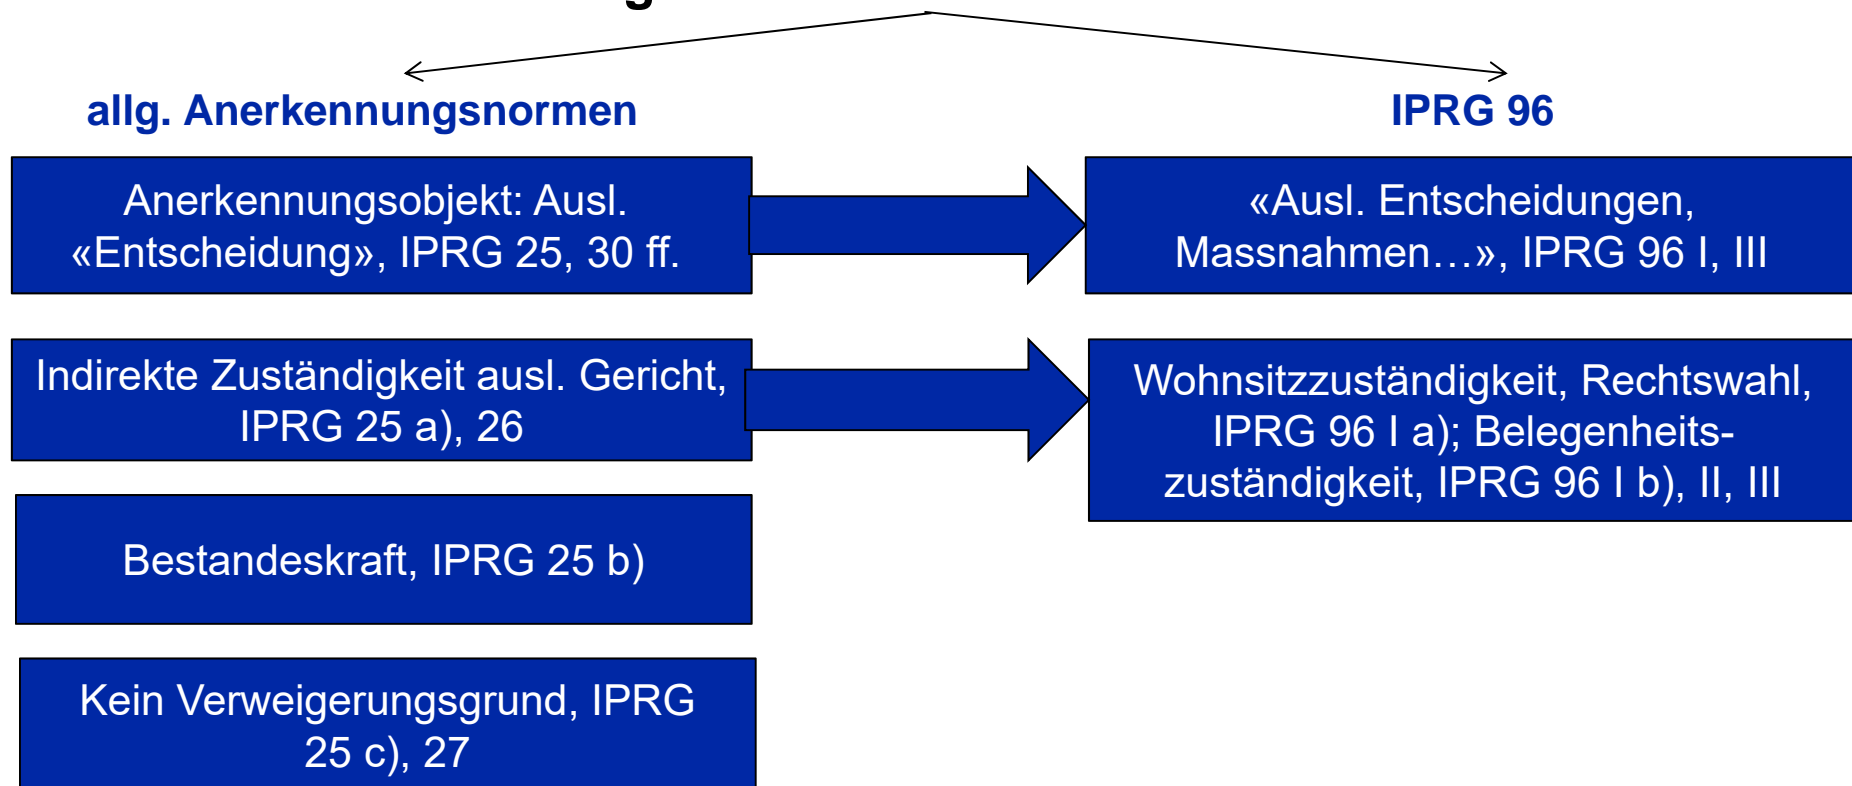 allg. Anerkennungsnormen
IPRG 96
Anerkennungsobjekt: Ausl.
«Entscheidung», IPRG 25, 30 ff.
«Ausl. Entscheidungen,
Massnahmen…», IPRG 96 I, III
Indirekte Zuständigkeit ausl. Gericht,
IPRG 25 a), 26
Wohnsitzzuständigkeit, Rechtswahl,
IPRG 96 I a); Belegenheits-
zuständigkeit, IPRG 96 I b), II, III
Bestandeskraft, IPRG 25 b)
Kein Verweigerungsgrund, IPRG
25 c), 27